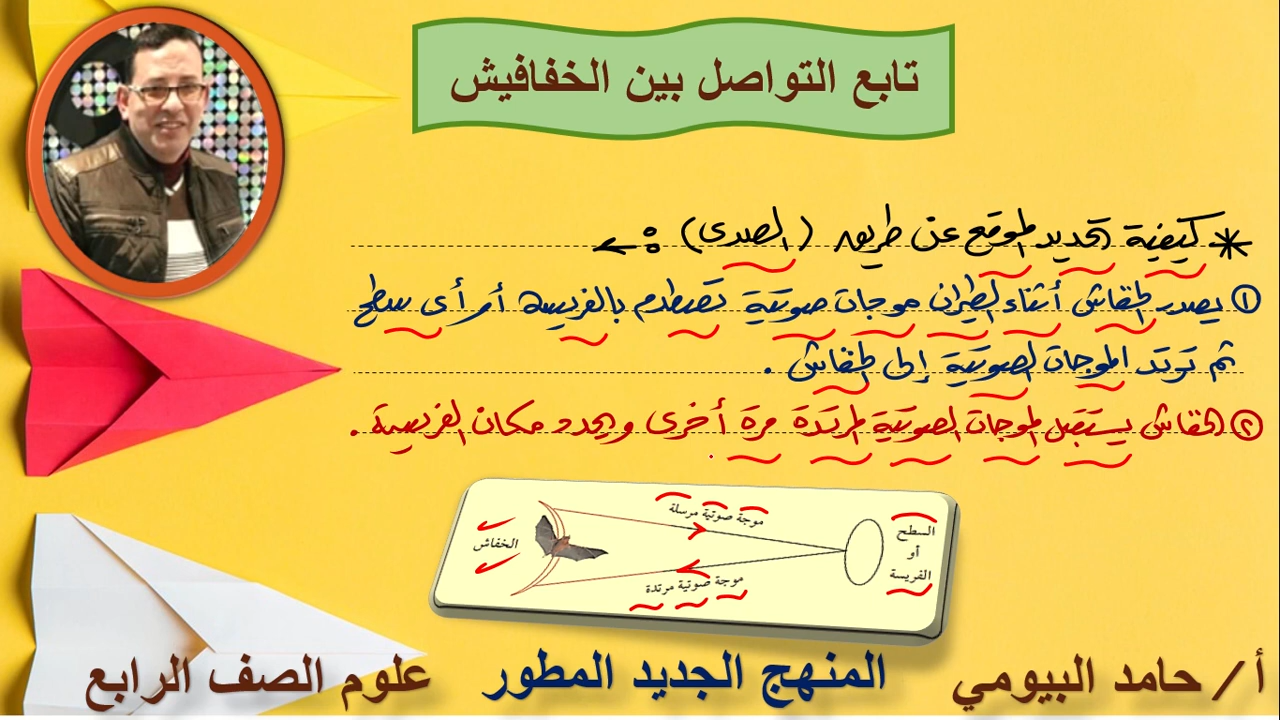 تابع التواصل بين الخفافيش
* كيفية تحديد الموقع عن طريق (الصدى) :
① يصدر الخفاش أثناء الطيران موجات صوتية تصطدم بالفريسة أو أى سطح
ثم ترتد الموجات الصوتية إلى الخفاش .
② الخفاش يستقبل الموجات الصوتية المرتدة مرة أخرى ويحدد مكان الفريسة .
موجة صوتية مرسلة
السطح
أو
الفريسة
الخفاش
موجة صوتية مرتدة
أ/ حامد البيومي
المنهج الجديد المطور
علوم الصف الرابع